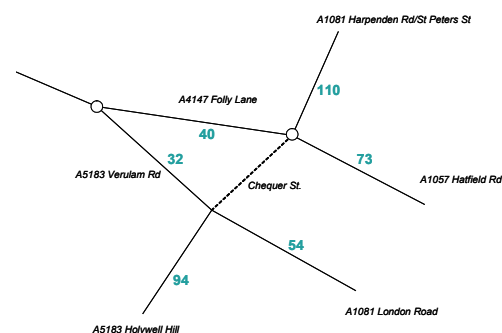 A1081 Harpenden Rd/St Peters St
110
A4147 Folly Lane
40
32
73
A5183 Verulam Rd
A1057 Hatfield Rd
Chequer St.
54
94
A1081 London Road
A5183 Holywell Hill